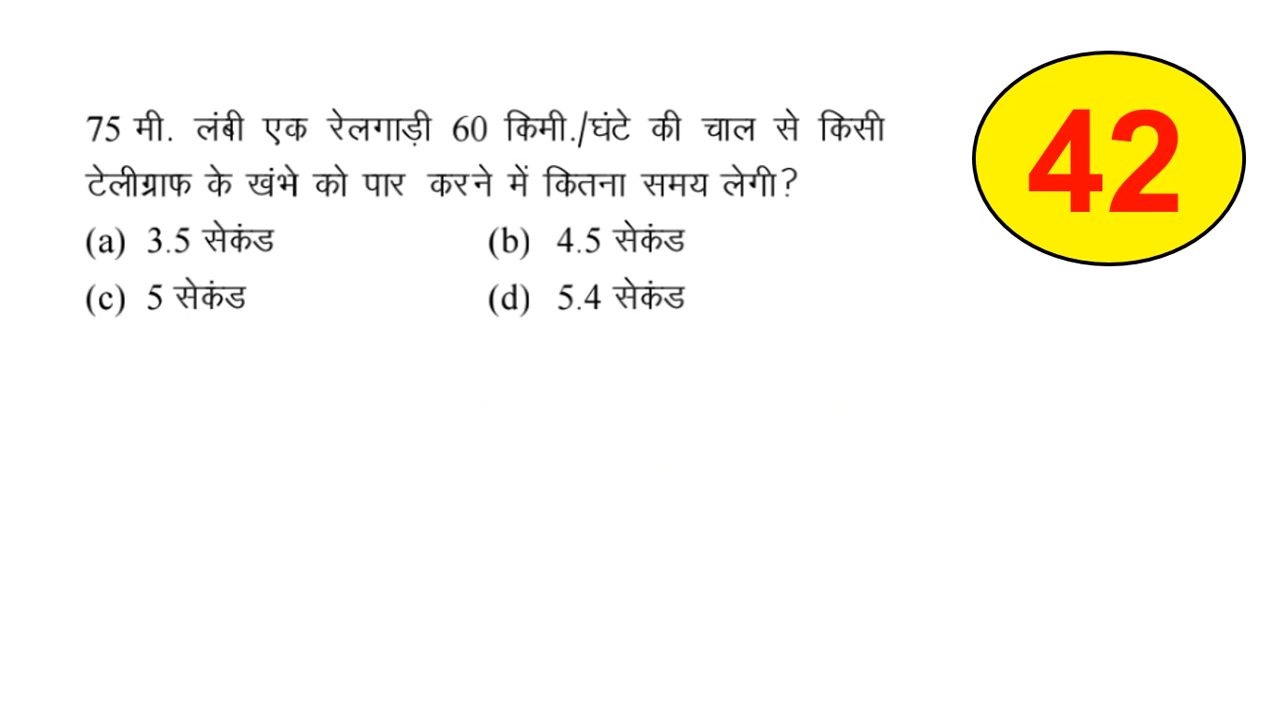 75 मी. लंबी एक रेलगाड़ी 60 किमी./घंटे की चाल से किसी
टेलीग्राफ के खंभे को पार करने में कितना समय लेगी?
(a) 3.5 सेकंड (b) 4.5 सेकंड
(c) 5 सेकंड (d) 5.4 सेकंड
42